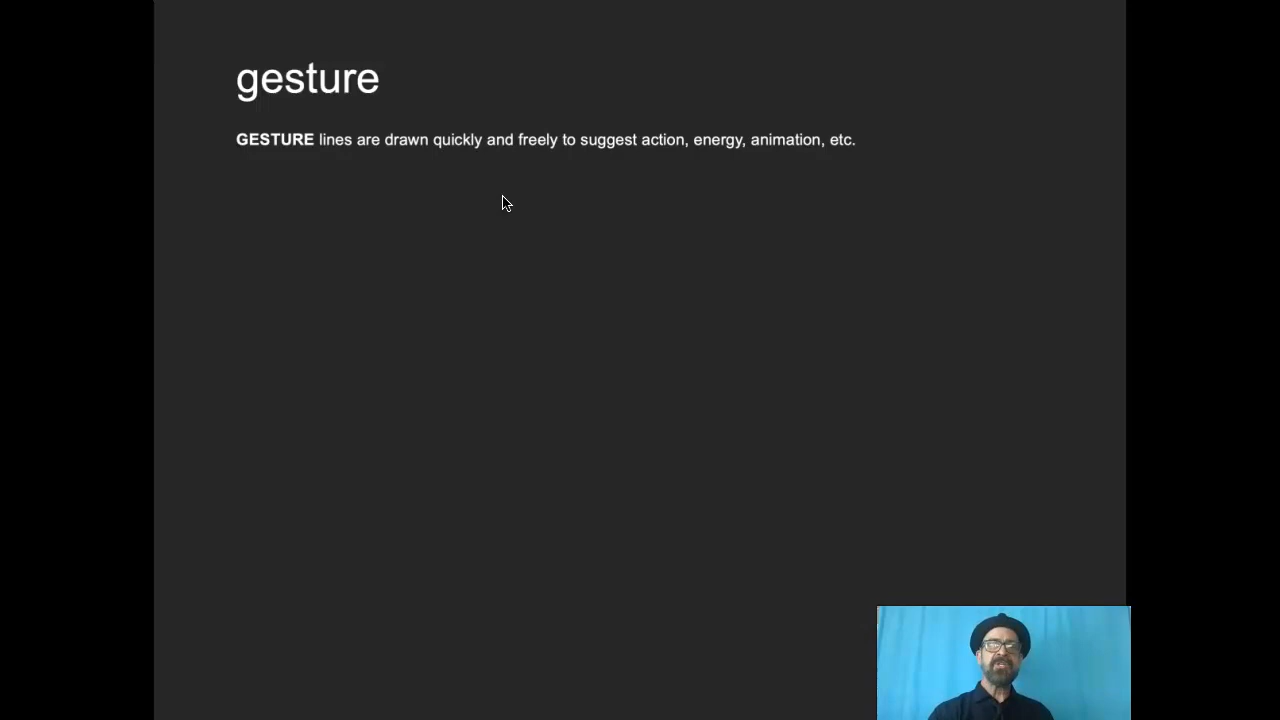 gesture
GESTURE lines are drawn quickly and freely to suggest action, energy, animation, etc.